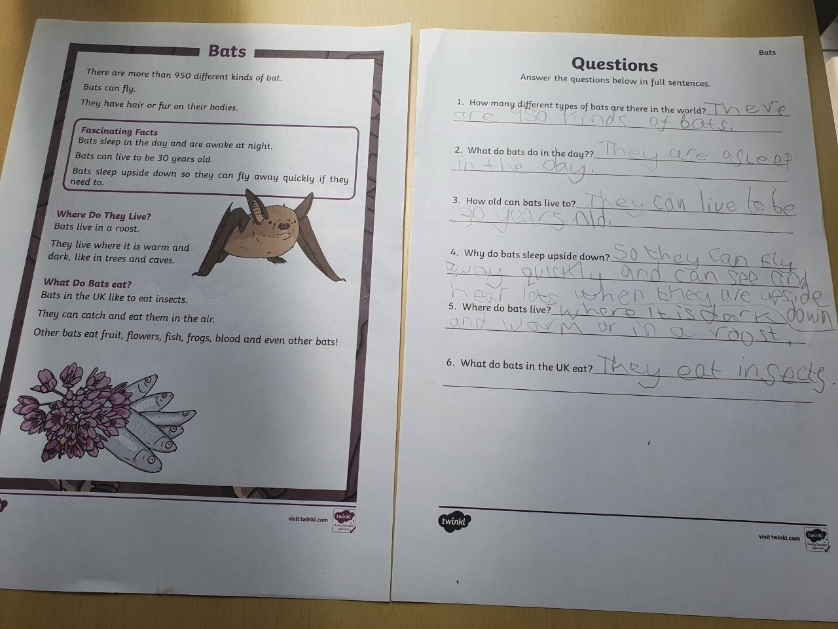 Bats
There are more than 950 different kinds of bat.
Bats can fly.
They have hair or fur on their bodies.
Fascinating Facts
Bats sleep in the day and are awake at night.
Bats can live to be 30 years old.
Bats sleep upside down so they can fly away quickly if they
need to.
Where Do They Live?
Bats live in a roost.
They live where it is warm and
dark, like in trees and caves.
What Do Bats eat?
Bats in the UK like to eat insects.
They can catch and eat them in the air.
Other bats eat fruit, flowers, fish, frogs, blood and even other bats!
visit twinkl.com
twinkl
Bats
Questions
Answer the questions below in full sentences.
1. How many different types of bats are there in the world? There
are 950 kinds of bats.
2. What do bats do in the day?? They are asleep
in the day.
3. How old can bats live to? They can live to be
30 years old.
4. Why do bats sleep upside down? So they can fly
away quickly and can see and
hear lots when they are upside
down
5. Where do bats live? where it is dark
and warm or in a roost.
6. What do bats in the UK eat? They eat insects.
twinkl
visit twinkl.com
twinkl